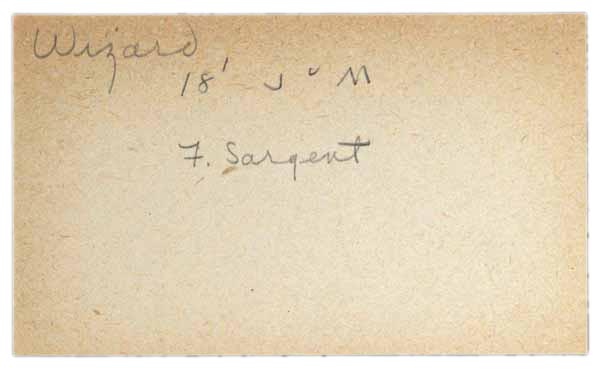 Wizard
18' J & M
F. Sargent